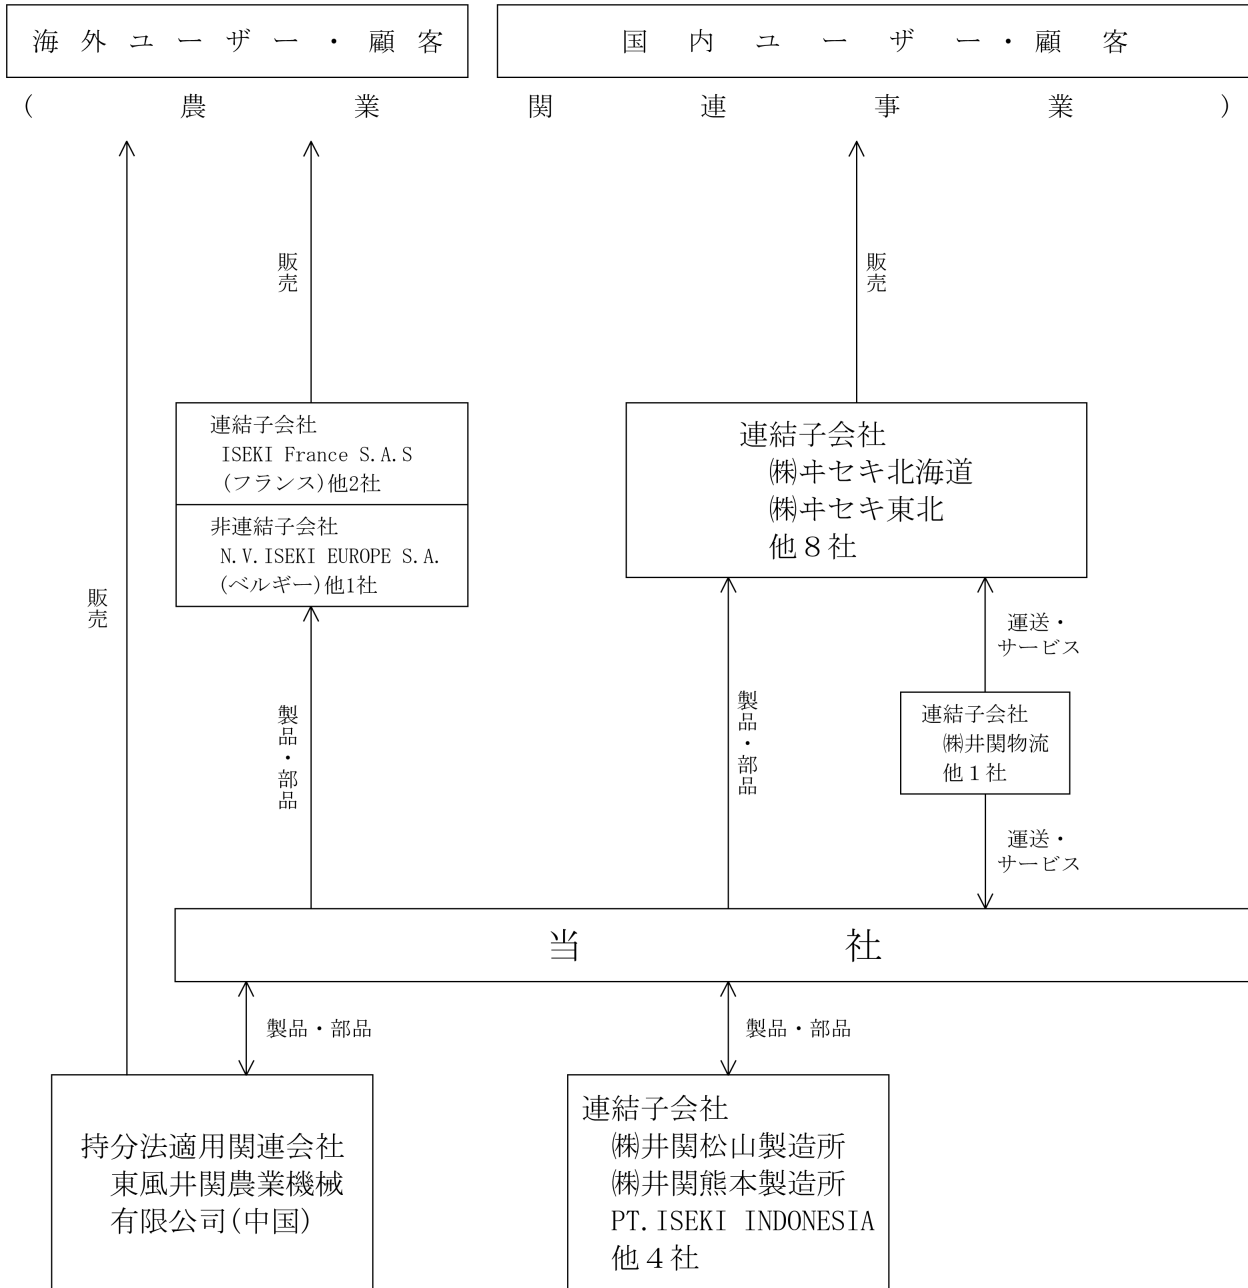 海外ユーザー・顧客
国内ユーザー・顧客
(農業関連事業)
販売
販売
連結子会社
ISEKI France S.A.S
(フランス)他2社
非連結子会社
N.V.ISEKI EUROPE S.A.
(ベルギー)他1社
連結子会社
㈱ヰセキ北海道
㈱ヰセキ東北
他８社
販売
運送・
サービス
製品・部品
製品・部品
連結子会社
㈱井関物流
他１社
運送・
サービス
当社
製品・部品
製品・部品
持分法適用関連会社
東風井関農業機械
有限公司(中国)
連結子会社
㈱井関松山製造所
㈱井関熊本製造所
PT.ISEKI INDONESIA
他４社